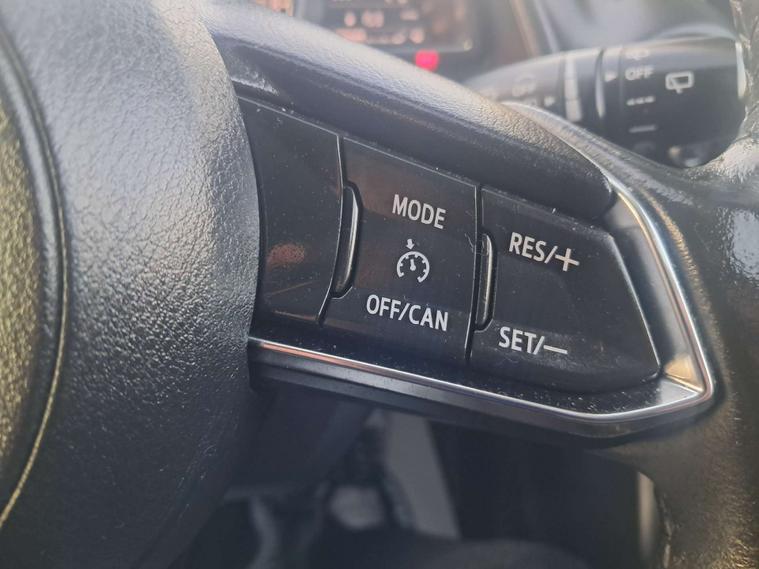 OFF
MODE
RES/+
OFF/CAN
SET/—